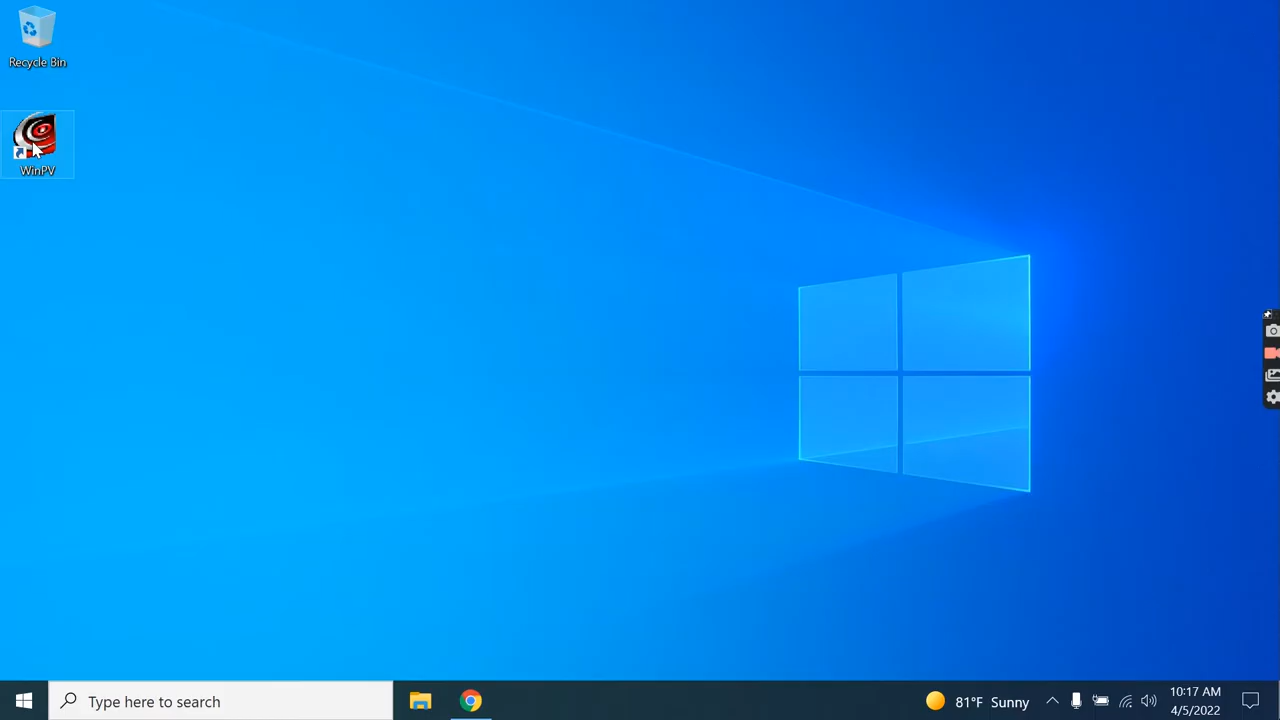 Recycle Bin
WinPV
Type here to search
81°F Sunny
10:17 AM
4/5/2022